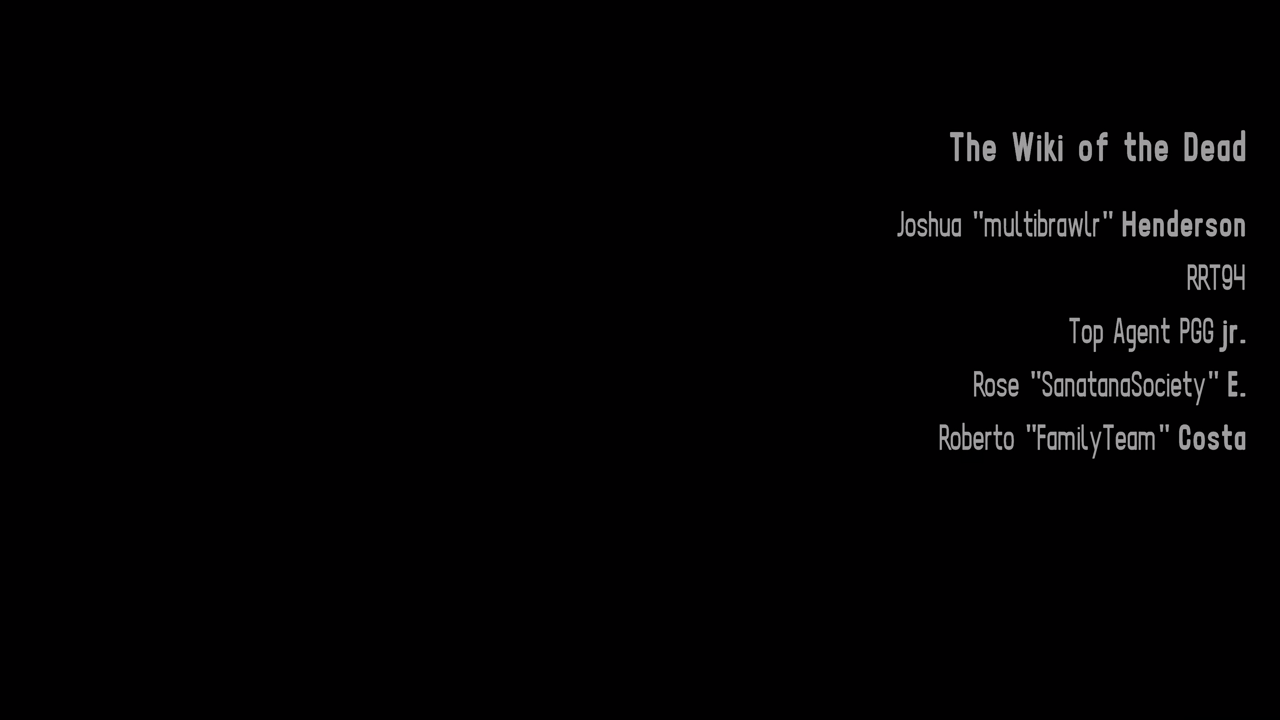 The Wiki of the Dead
Joshua "multibrawlr" Henderson
RRT94
Top Agent PGG jr.
Rose "SanatanaSociety" E.
Roberto "FamilyTeam" Costa